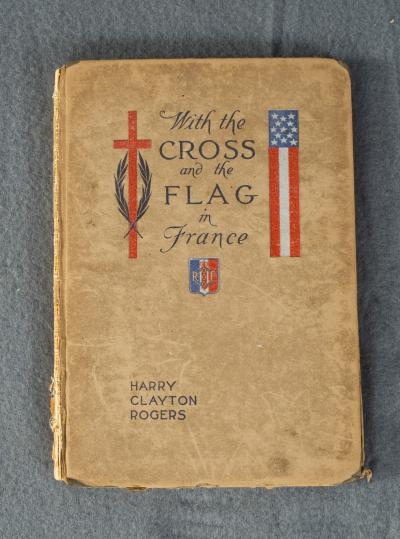 With the
CROSS
and the
FLAG
in
France
HARRY
CLAYTON
ROGERS